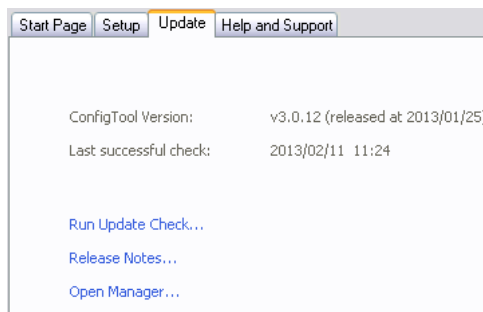 Start Page Setup Update Help and Support
ConfigTool Version: v3.0.12 (released at 2013/01/25)
Last successful check: 2013/02/11 11:24
Run Update Check...
Release Notes...
Open Manager...